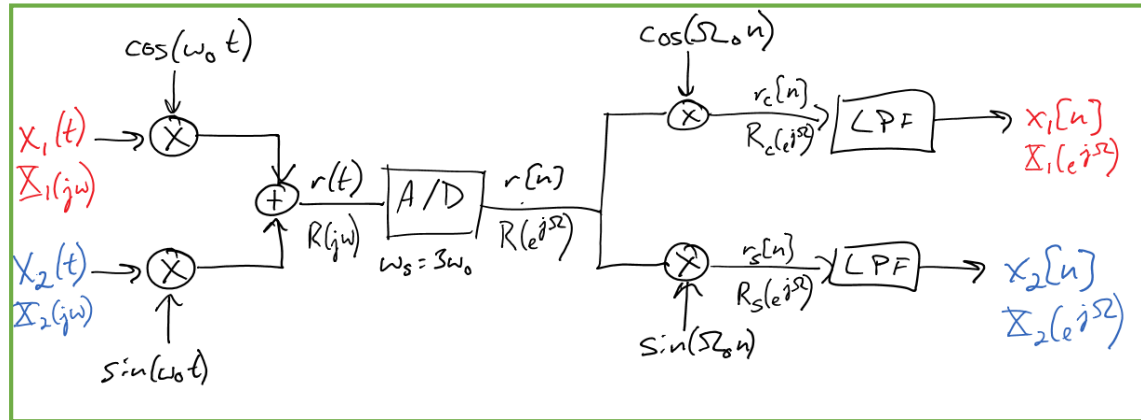 cos(ω₀t)
cos(Ω₀n)
x₁(t)
X₁(jω)
x
+
r(t)
R(jω)
A/D
ωs=3ω₀
r[n]
R(e^jΩ)
x
rc[n]
Rc(e^jΩ)
LPF
x₁[n]
X₁(e^jΩ)
x₂(t)
X₂(jω)
x
sin(ω₀t)
x
rs[n]
Rs(e^jΩ)
LPF
x₂[n]
X₂(e^jΩ)
sin(Ω₀n)